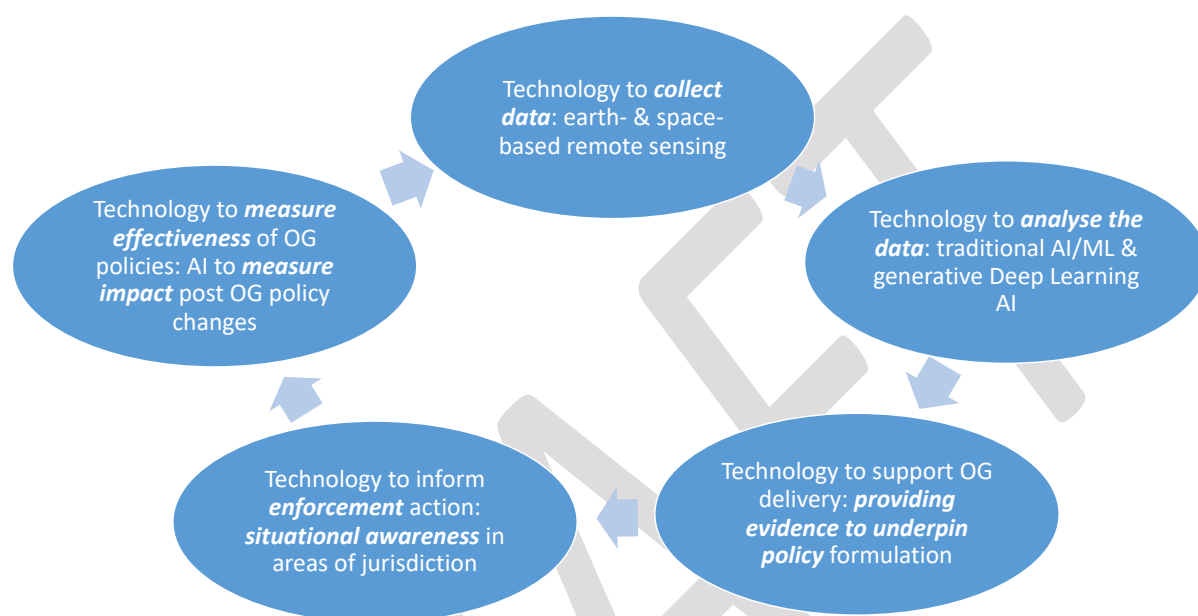 Technology to collect
data: earth- & space-
based remote sensing
Technology to analyse the
data: traditional AI/ML &
generative Deep Learning
AI
Technology to support OG
delivery: providing
evidence to underpin
policy formulation
Technology to inform
enforcement action:
situational awareness in
areas of jurisdiction
Technology to measure
effectiveness of OG
policies: AI to measure
impact post OG policy
changes